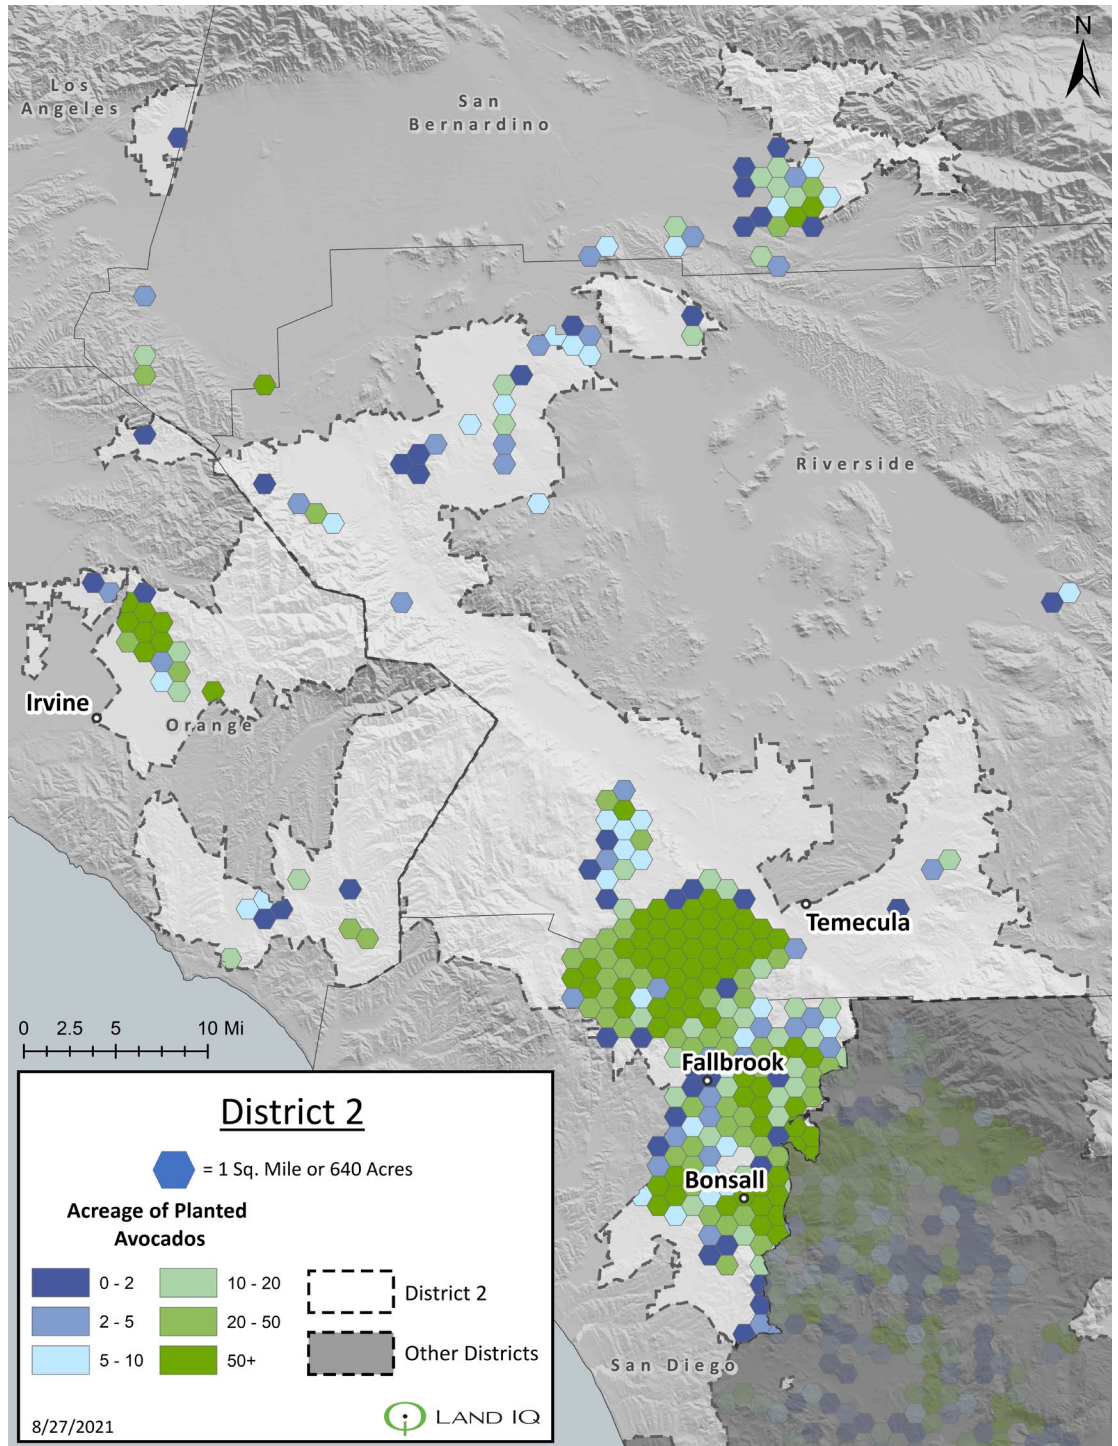 N
Los
Angeles
San
Bernardino
Riverside
Irvine
Orange
Temecula
0 2.5 5 10 Mi
Fallbrook
Bonsall
San Diego
District 2
= 1 Sq. Mile or 640 Acres
Acreage of Planted
Avocados
0 - 2
10 - 20
District 2
2 - 5
20 - 50
Other Districts
5 - 10
50+
8/27/2021
LAND IQ